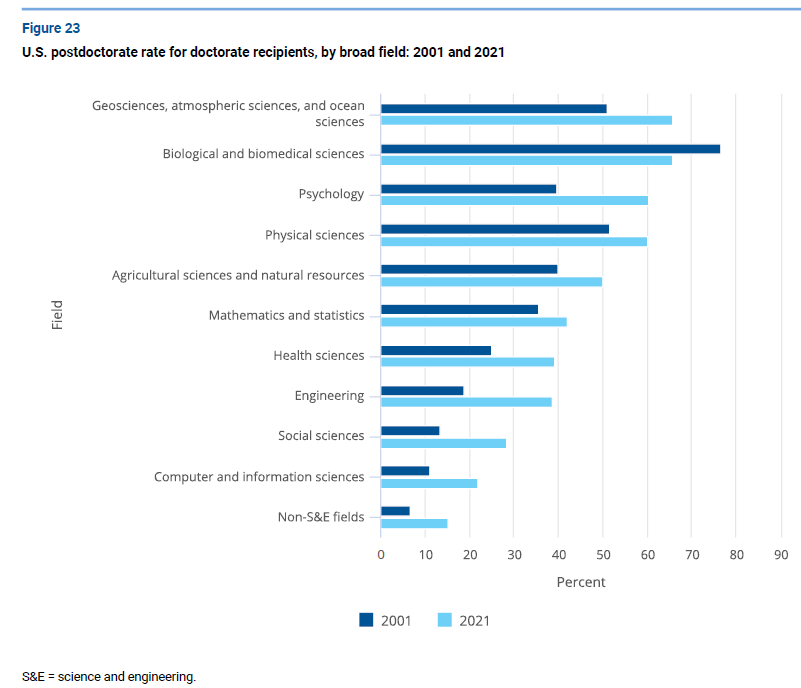 Figure 23
U.S. postdoctorate rate for doctorate recipients, by broad field: 2001 and 2021
Geosciences, atmospheric sciences, and ocean
sciences
Biological and biomedical sciences
Psychology
Physical sciences
Agricultural sciences and natural resources
Field
Mathematics and statistics
Health sciences
Engineering
Social sciences
Computer and information sciences
Non-S&E fields
0 10 20 30 40 50 60 70 80 90
Percent
2001 2021
S&E = science and engineering.